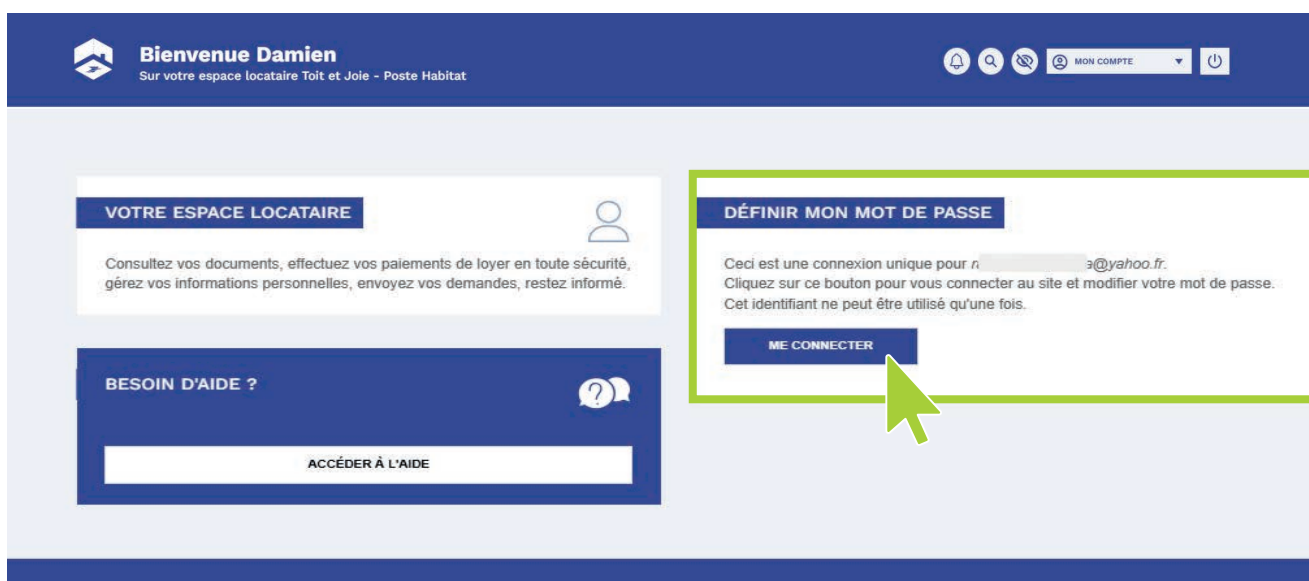 Bienvenue Damien
Sur votre espace locataire Toit et Joie - Poste Habitat
MON COMPTE
VOTRE ESPACE LOCATAIRE
Consultez vos documents, effectuez vos paiements de loyer en toute sécurité,
gérez vos informations personnelles, envoyez vos demandes, restez informé.
BESOIN D'AIDE ?
ACCÉDER À L'AIDE
DÉFINIR MON MOT DE PASSE
Ceci est une connexion unique pour @yahoo.fr.
Cliquez sur ce bouton pour vous connecter au site et modifier votre mot de passe.
Cet identifiant ne peut être utilisé qu'une fois.
ME CONNECTER